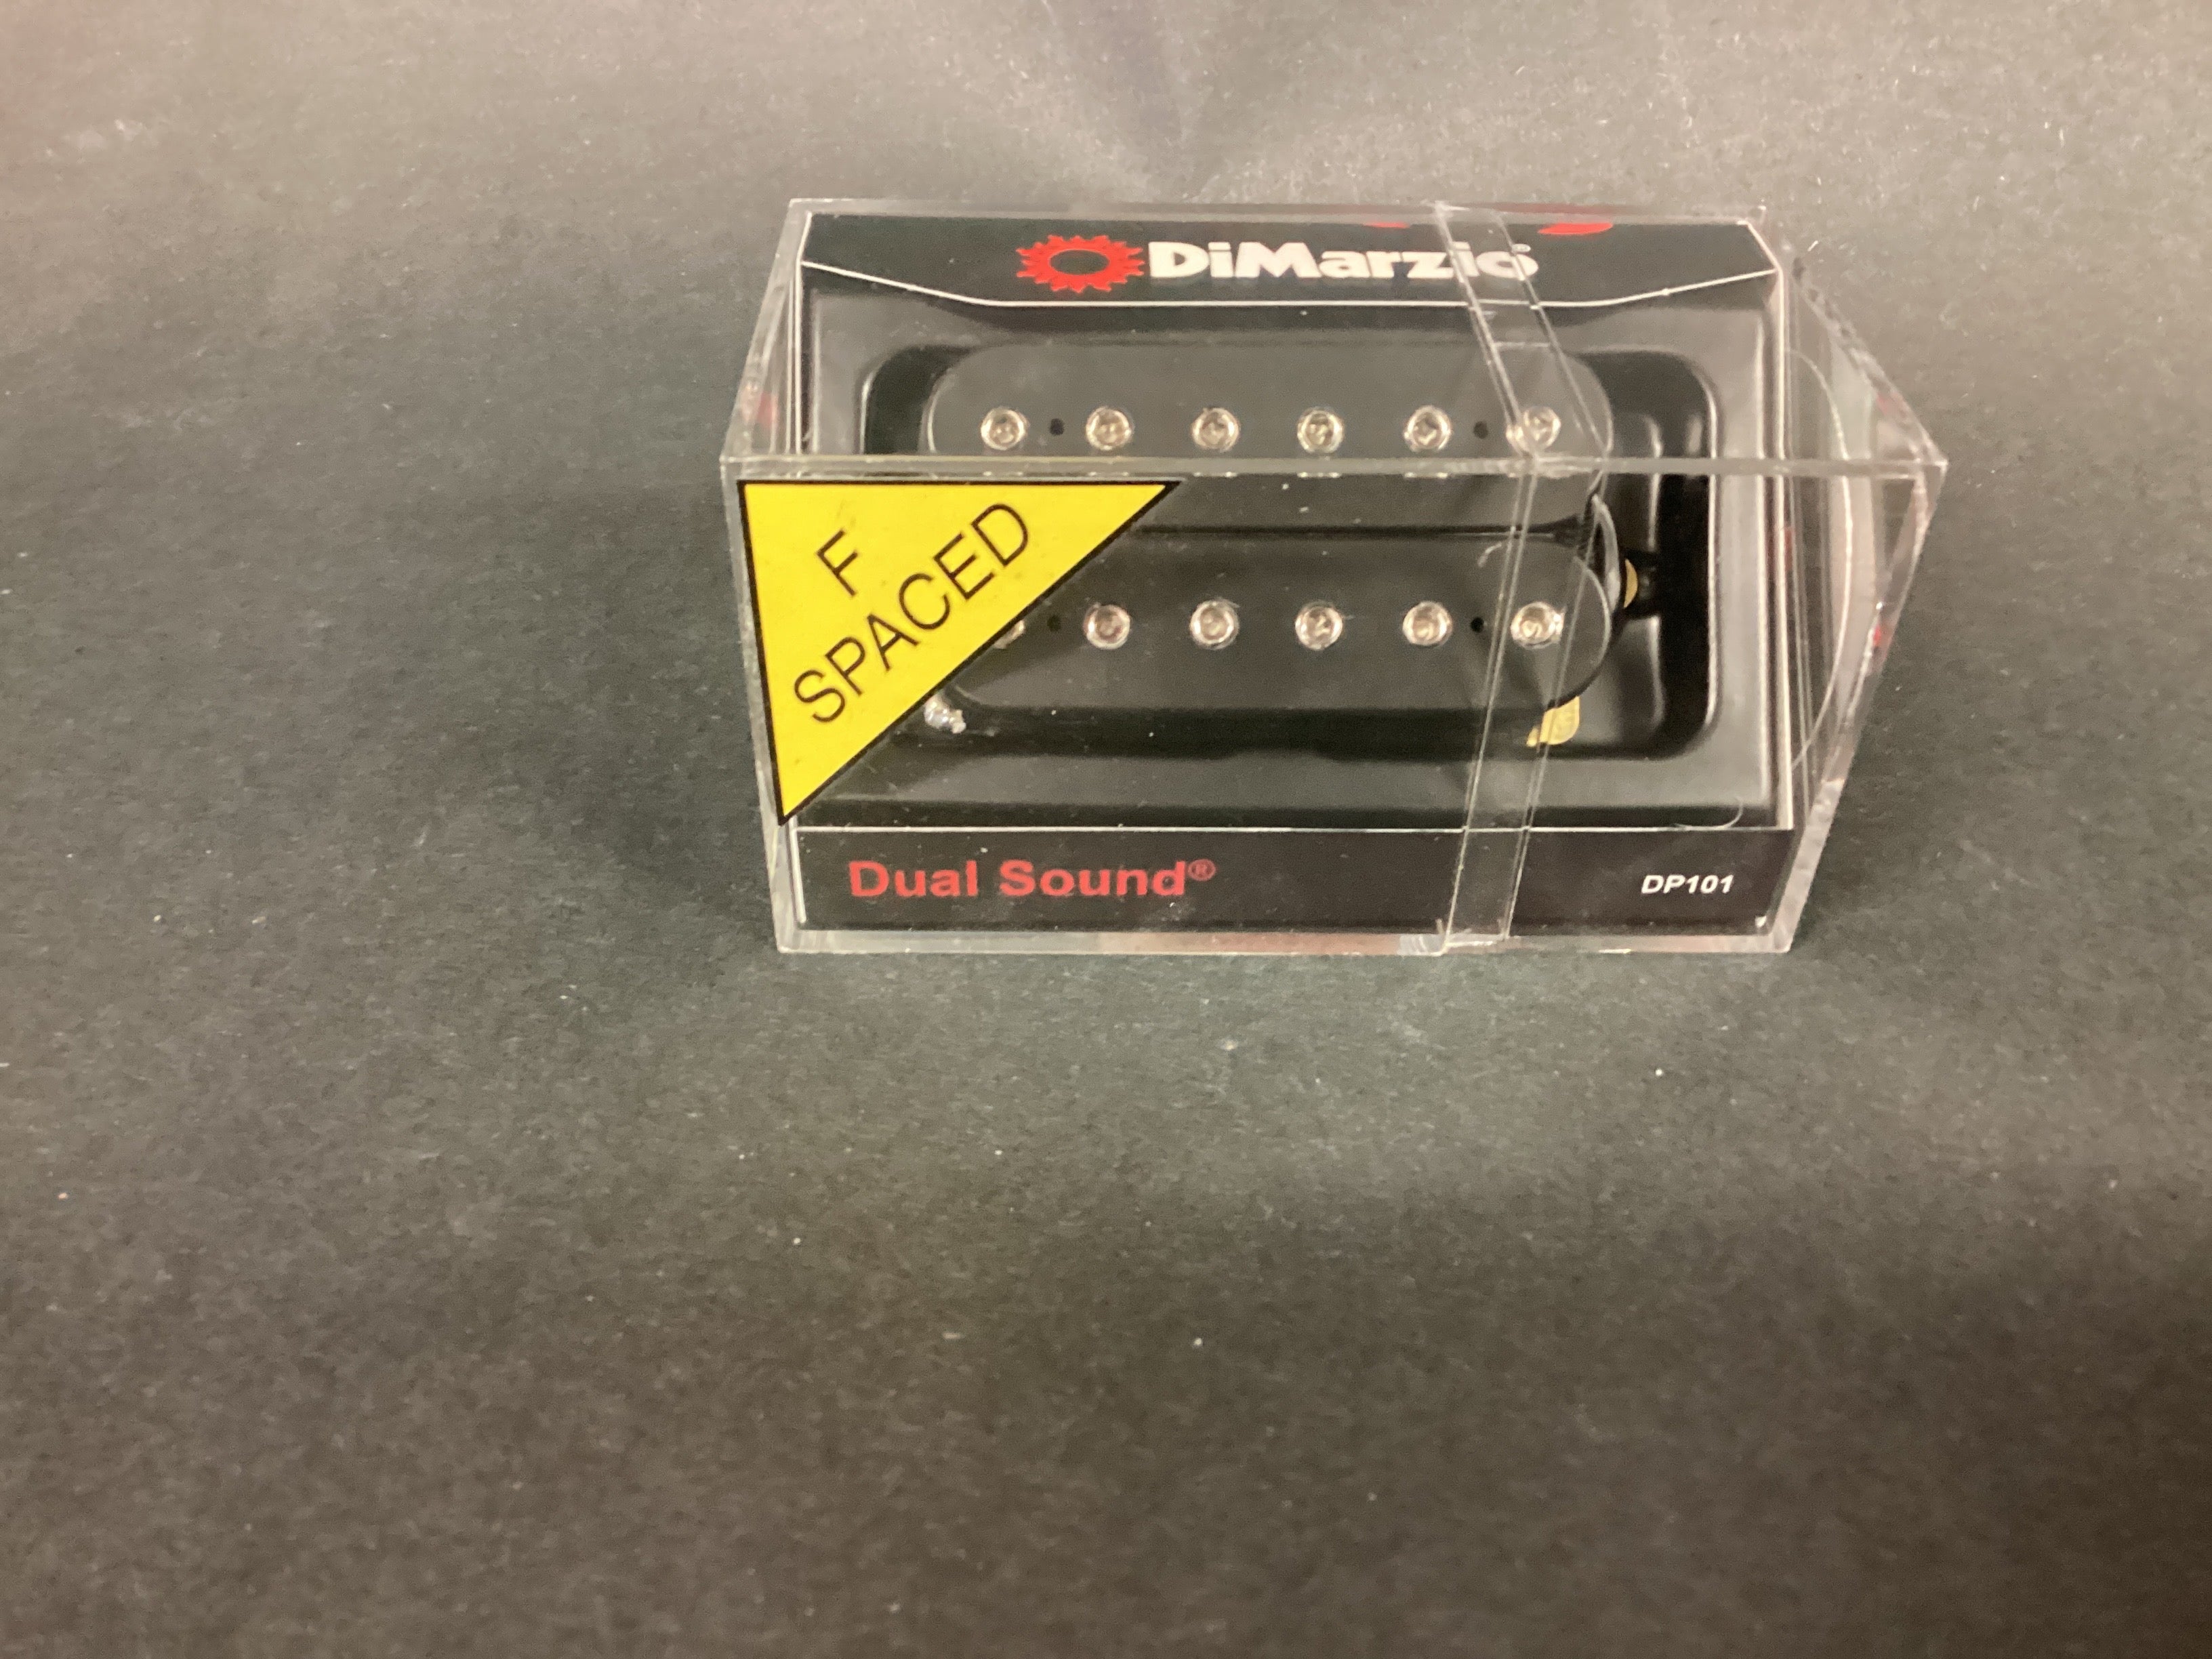 DiMarzio®
F
SPACED
Dual Sound®
DP101